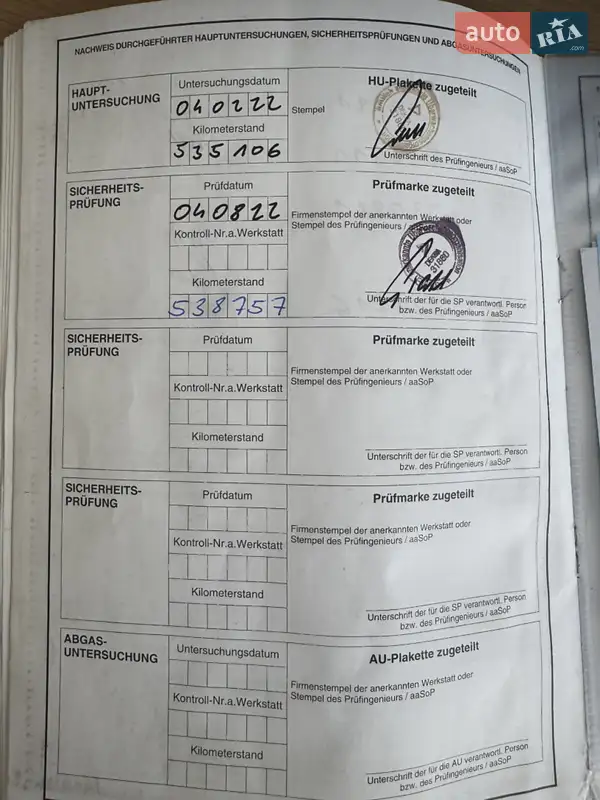 auto RIA .com
NACHWEIS DURCHGEFÜHRTER HAUPTUNTERSUCHUNGEN, SICHERHEITSPRÜFUNGEN UND ABGASUNTERSUCHUNGEN
HAUPT-
UNTERSUCHUNG
Untersuchungsdatum
040222
Kilometerstand
535106
Stempel
HU-Plakette zugeteilt
Unterschrift des Prüfingenieurs / aaSoP
SICHERHEITS-
PRÜFUNG
Prüfdatum
040822
Kontroll-Nr.a.Werkstatt
Kilometerstand
538757
Prüfmarke zugeteilt
Firmenstempel der anerkannten Werkstatt oder
Stempel des Prüfingenieurs / aaSoP
DEKRA
31880
Unterschrift der für die SP verantwortl. Person
bzw. des Prüfingenieurs / aaSoP
SICHERHEITS-
PRÜFUNG
Prüfdatum
Kontroll-Nr.a.Werkstatt
Kilometerstand
Prüfmarke zugeteilt
Firmenstempel der anerkannten Werkstatt oder
Stempel des Prüfingenieurs / aaSoP
Unterschrift der für die SP verantwortl. Person
bzw. des Prüfingenieurs / aaSoP
SICHERHEITS-
PRÜFUNG
Prüfdatum
Kontroll-Nr.a.Werkstatt
Kilometerstand
Prüfmarke zugeteilt
Firmenstempel der anerkannten Werkstatt oder
Stempel des Prüfingenieurs / aaSoP
Unterschrift der für die SP verantwortl. Person
bzw. des Prüfingenieurs / aaSoP
ABGAS-
UNTERSUCHUNG
Untersuchungsdatum
Kontroll-Nr.a.Werkstatt
Kilometerstand
AU-Plakette zugeteilt
Firmenstempel der anerkannten Werkstatt oder
Stempel des Prüfingenieurs / aaSoP
Unterschrift der für die AU verantwortl. Person
bzw. des Prüfingenieurs / aaSoP